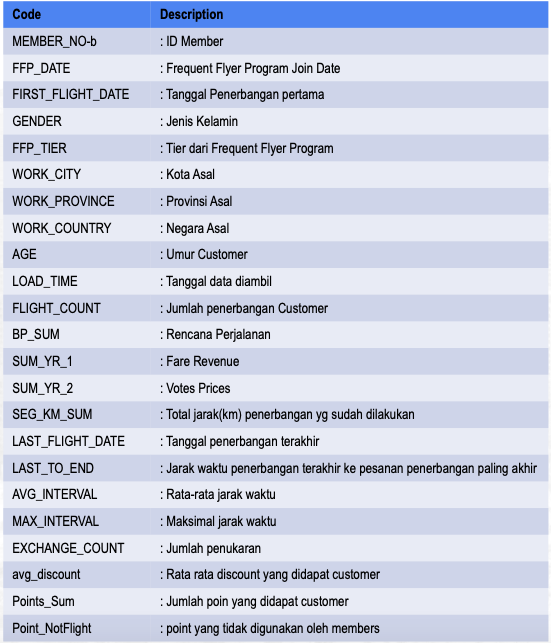 Code Description
MEMBER_NO-b : ID Member
FFP_DATE : Frequent Flyer Program Join Date
FIRST_FLIGHT_DATE : Tanggal Penerbangan pertama
GENDER : Jenis Kelamin
FFP_TIER : Tier dari Frequent Flyer Program
WORK_CITY : Kota Asal
WORK_PROVINCE : Provinsi Asal
WORK_COUNTRY : Negara Asal
AGE : Umur Customer
LOAD_TIME : Tanggal data diambil
FLIGHT_COUNT : Jumlah penerbangan Customer
BP_SUM : Rencana Perjalanan
SUM_YR_1 : Fare Revenue
SUM_YR_2 : Votes Prices
SEG_KM_SUM : Total jarak(km) penerbangan yg sudah dilakukan
LAST_FLIGHT_DATE : Tanggal penerbangan terakhir
LAST_TO_END : Jarak waktu penerbangan terakhir ke pesanan penerbangan paling akhir
AVG_INTERVAL : Rata-rata jarak waktu
MAX_INTERVAL : Maksimal jarak waktu
EXCHANGE_COUNT : Jumlah penukaran
avg_discount : Rata rata discount yang didapat customer
Points_Sum : Jumlah poin yang didapat customer
Point_NotFlight : point yang tidak digunakan oleh members